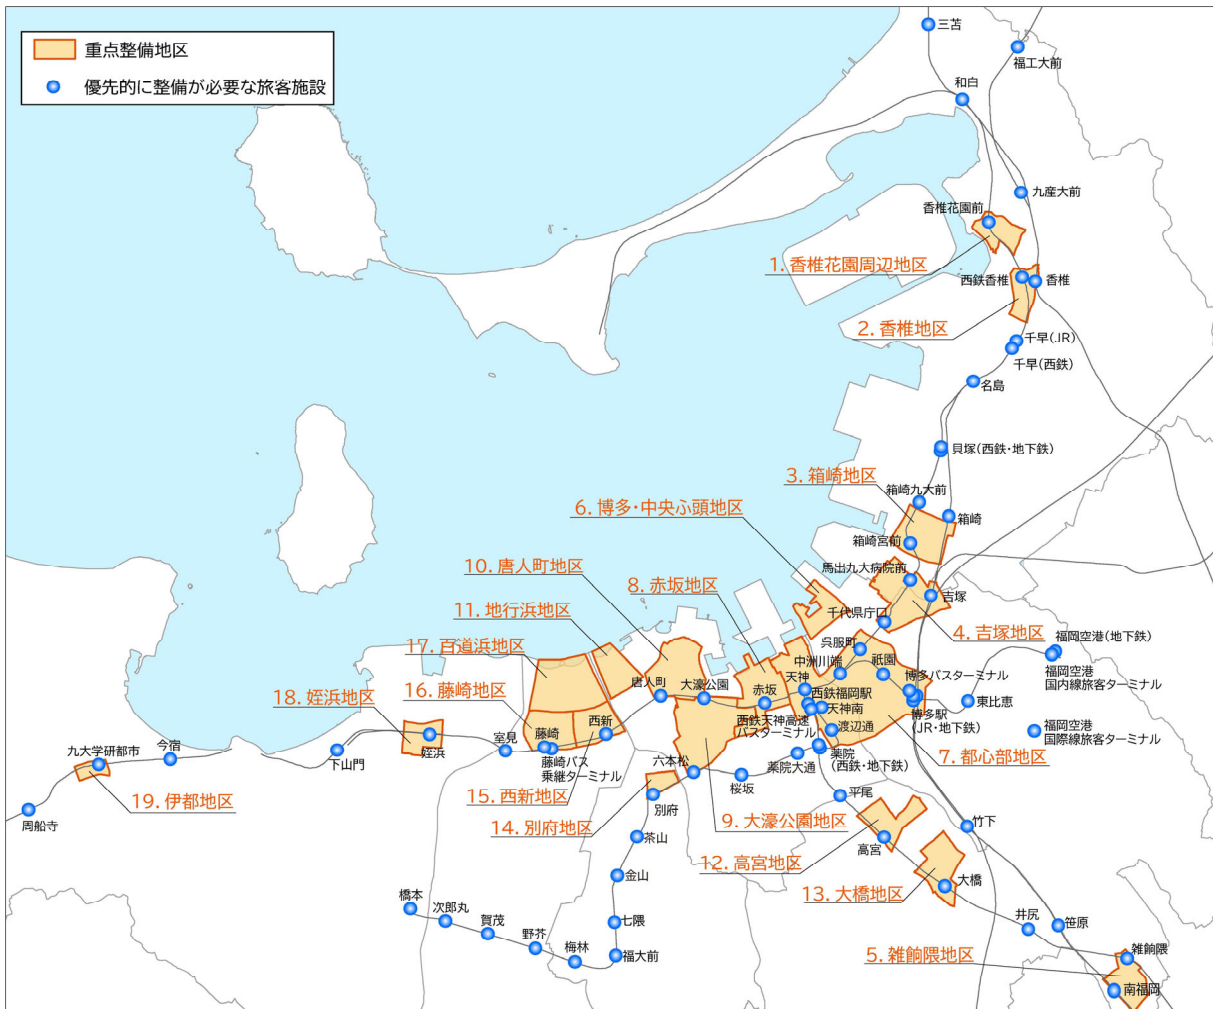 重点整備地区
優先的に整備が必要な旅客施設
三苫
福工大前
和白
九産大前
香椎花園前
1. 香椎花園周辺地区
西鉄香椎
香椎
2. 香椎地区
千早(JR)
千早(西鉄)
名島
貝塚(西鉄・地下鉄)
3. 箱崎地区
箱崎九大前
箱崎
6. 博多・中央ふ頭地区
箱崎宮前
10. 唐人町地区
馬出九大病院前
8. 赤坂地区
吉塚
11. 地行浜地区
千代県庁口
4. 吉塚地区
福岡空港(地下鉄)
17. 百道浜地区
呉服町
中洲川端
祇園
福岡空港
国内線旅客ターミナル
18. 姪浜地区
16. 藤崎地区
唐人町
大濠公園
赤坂
天神
博多バスターミナル
西鉄福岡駅
天神南
東比恵
博多駅
(JR・地下鉄)
西鉄天神高速
バスターミナル
渡辺通
福岡空港
国際線旅客ターミナル
九大学研都市
今宿
下山門
姪浜
室見
藤崎
西新
藤崎バス
乗継ターミナル
六本松
薬院大通
薬院
(西鉄・地下鉄)
7. 都心部地区
19. 伊都地区
15. 西新地区
桜坂
平尾
周船寺
14. 別府地区
別府
9. 大濠公園地区
竹下
茶山
12. 高宮地区
高宮
金山
13. 大橋地区
大橋
橋本
次郎丸
賀茂
野芥
梅林
七隈
福大前
井尻
笹原
5. 雑餉隈地区
雑餉隈
南福岡